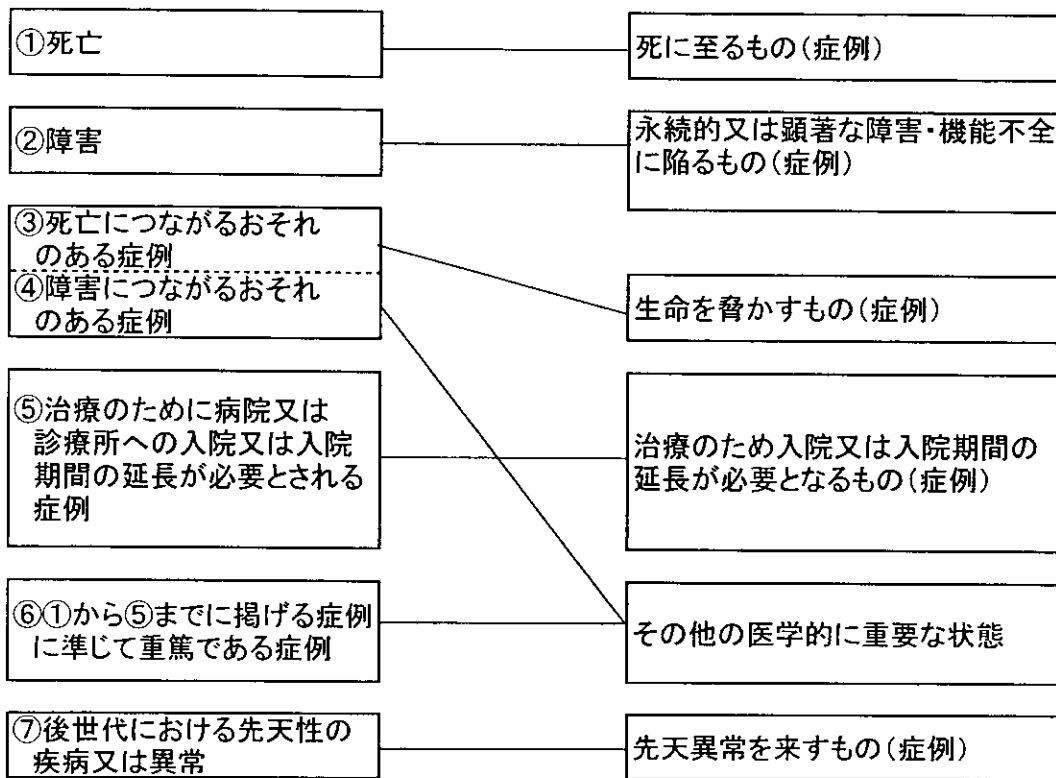 ①死亡
死に至るもの(症例)
②障害
永続的又は顕著な障害・機能不全
に陥るもの(症例)
③死亡につながるおそれ
のある症例
④障害につながるおそれ
のある症例
生命を脅かすもの(症例)
⑤治療のために病院又は
診療所への入院又は入院
期間の延長が必要とされる
症例
治療のため入院又は入院期間の
延長が必要となるもの(症例)
⑥①から⑤までに掲げる症例
に準じて重篤である症例
その他の医学的に重要な状態
⑦後世代における先天性の
疾病又は異常
先天異常を来すもの(症例)